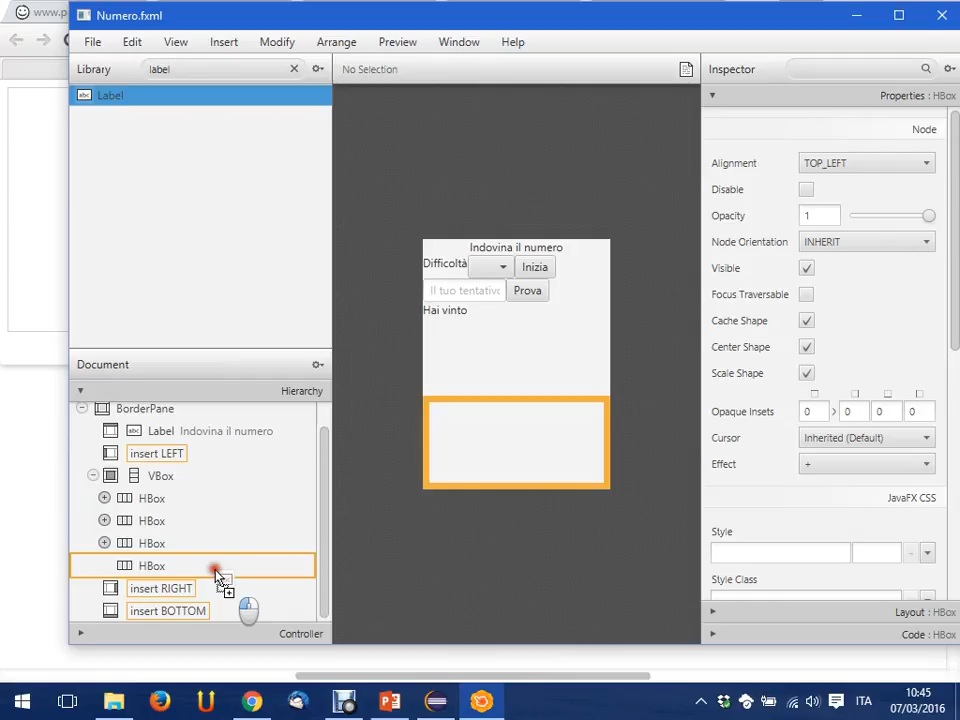 www.p
Numero.fxml
File Edit View Insert Modify Arrange Preview Window Help
Library label
No Selection
Inspector
abc Label
Properties : HBox
Node
Alignment TOP_LEFT
Disable
Opacity 1
Node Orientation INHERIT
Visible
Focus Traversable
Cache Shape
Center Shape
Scale Shape
Opaque Insets 0 0 0 0
Cursor Inherited (Default)
Effect +
JavaFX CSS
Style
Style Class
Layout : HBox
Code : HBox
Indovina il numero
Difficoltà Inizia
Il tuo tentativo Prova
Hai vinto
Document
Hierarchy
BorderPane
abc Label Indovina il numero
insert LEFT
VBox
HBox
HBox
HBox
HBox
insert RIGHT
insert BOTTOM
Controller
ITA
10:45
07/03/2016